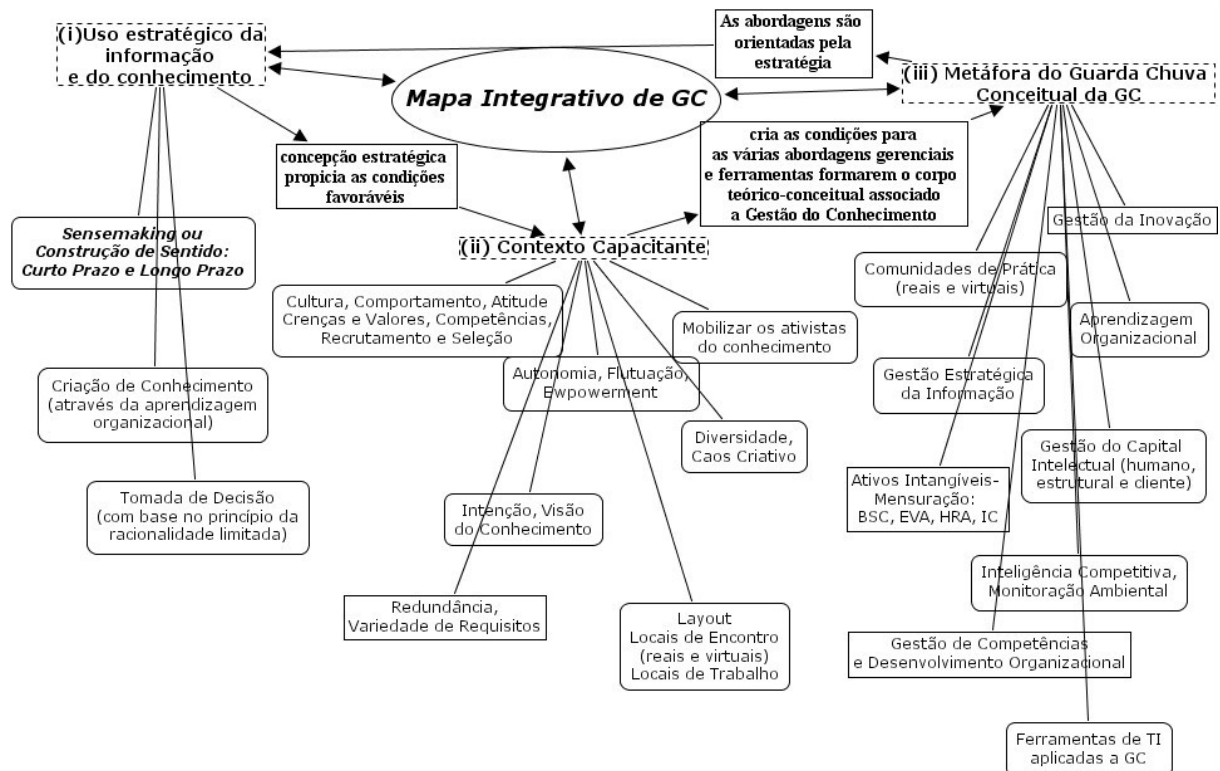 (i)Uso estratégico da
informação
e do conhecimento
As abordagens são
orientadas pela
estratégia
Mapa Integrativo de GC
(iii) Metáfora do Guarda Chuva
Conceitual da GC
concepção estratégica
propicia as condições
favoráveis
cria as condições para
as várias abordagens gerenciais
e ferramentas formarem o corpo
teórico-conceitual associado
a Gestão do Conhecimento
(ii) Contexto Capacitante
Sensemaking ou
Construção de Sentido:
Curto Prazo e Longo Prazo
Criação de Conhecimento
(através da aprendizagem
organizacional)
Tomada de Decisão
(com base no princípio da
racionalidade limitada)
Cultura, Comportamento, Atitude
Crenças e Valores, Competências,
Recrutamento e Seleção
Mobilizar os ativistas
do conhecimento
Autonomia, Flutuação,
Ewpowerment
Diversidade,
Caos Criativo
Intenção, Visão
do Conhecimento
Redundância,
Variedade de Requisitos
Layout
Locais de Encontro
(reais e virtuais)
Locais de Trabalho
Gestão da Inovação
Comunidades de Prática
(reais e virtuais)
Aprendizagem
Organizacional
Gestão Estratégica
da Informação
Gestão do Capital
Intelectual (humano,
estrutural e cliente)
Ativos Intangíveis-
Mensuração:
BSC, EVA, HRA, IC
Inteligência Competitiva,
Monitoração Ambiental
Gestão de Competências
e Desenvolvimento Organizacional
Ferramentas de TI
aplicadas a GC